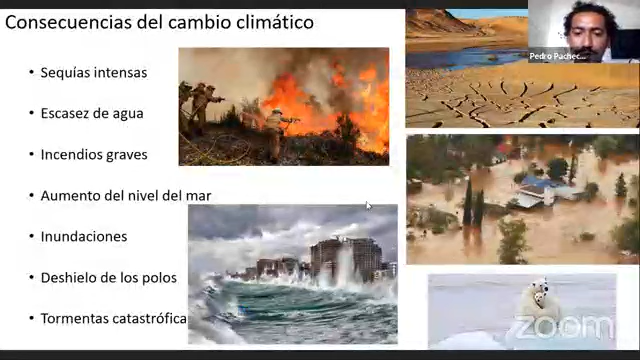 Consecuencias del cambio climático
• Sequías intensas
• Escasez de agua
• Incendios graves
• Aumento del nivel del mar
• Inundaciones
• Deshielo de los polos
• Tormentas catastrófica
Pedro Pachec...
zoom